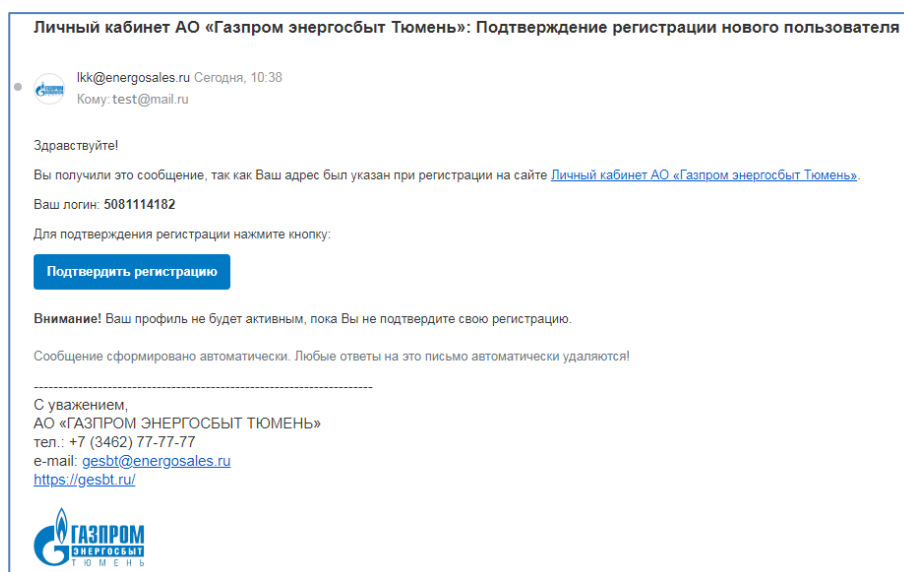 Личный кабинет АО «Газпром энергосбыт Тюмень»: Подтверждение регистрации нового пользователя
lkk@energosales.ru Сегодня, 10:38
Кому: test@mail.ru
Здравствуйте!
Вы получили это сообщение, так как Ваш адрес был указан при регистрации на сайте Личный кабинет АО «Газпром энергосбыт Тюмень».
Ваш логин: 5081114182
Для подтверждения регистрации нажмите кнопку:
Подтвердить регистрацию
Внимание! Ваш профиль не будет активным, пока Вы не подтвердите свою регистрацию.
Сообщение сформировано автоматически. Любые ответы на это письмо автоматически удаляются!
--------------------------------------------------------------------
С уважением,
АО «ГАЗПРОМ ЭНЕРГОСБЫТ ТЮМЕНЬ»
тел.: +7 (3462) 77-77-77
e-mail: gesbt@energosales.ru
https://gesbt.ru/
ГАЗПРОМ
ЭНЕРГОСБЫТ
ТЮМЕНЬ